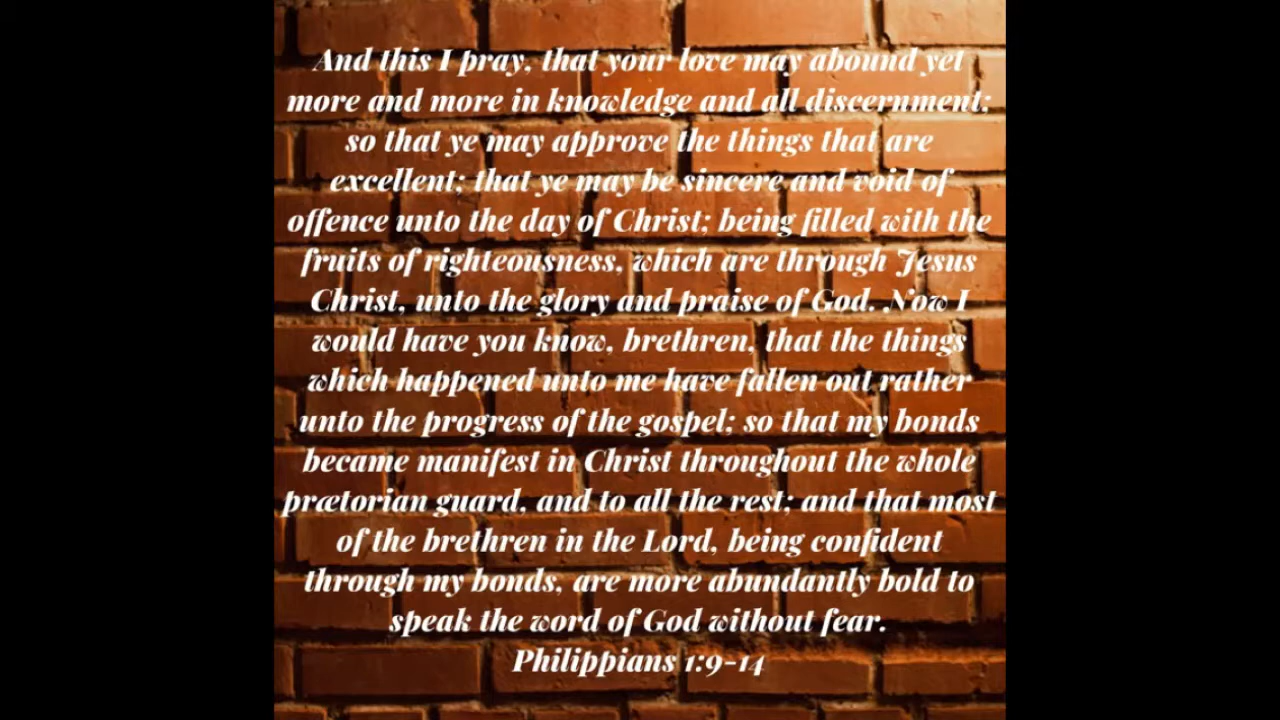 And this I pray, that your love may abound yet
more and more in knowledge and all discernment;
so that ye may approve the things that are
excellent; that ye may be sincere and void of
offence unto the day of Christ; being filled with the
fruits of righteousness, which are through Jesus
Christ, unto the glory and praise of God. Now I
would have you know, brethren, that the things
which happened unto me have fallen out rather
unto the progress of the gospel; so that my bonds
became manifest in Christ throughout the whole
prætorian guard, and to all the rest; and that most
of the brethren in the Lord, being confident
through my bonds, are more abundantly bold to
speak the word of God without fear.
Philippians 1:9-14